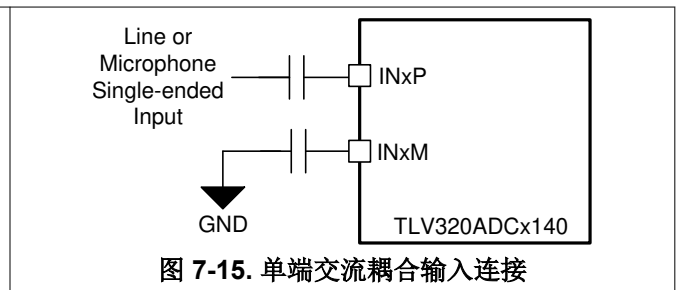 Line or
Microphone
Single-ended
Input
INxP
INxM
GND
TLV320ADCx140
图 7-15. 单端交流耦合输入连接